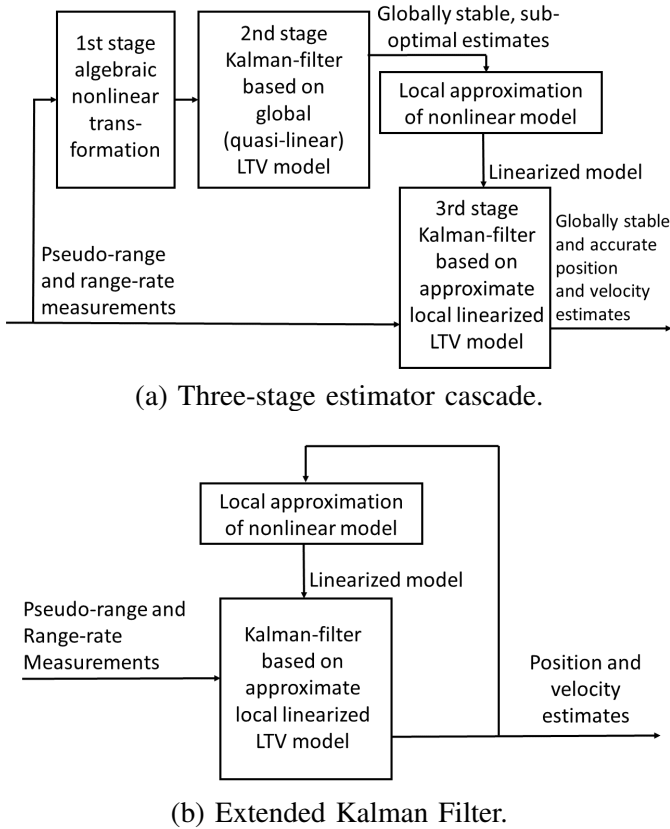 1st stage
algebraic
nonlinear
trans-
formation
2nd stage
Kalman-filter
based on
global
(quasi-linear)
LTV model
Globally stable, sub-
optimal estimates
Local approximation
of nonlinear model
Linearized model
3rd stage
Kalman-filter
based on
approximate
local linearized
LTV model
Globally stable
and accurate
position
and velocity
estimates
Pseudo-range
and range-rate
measurements
(a) Three-stage estimator cascade.
Local approximation
of nonlinear model
Linearized model
Pseudo-range and
Range-rate
Measurements
Kalman-filter
based on
approximate
local linearized
LTV model
Position and
velocity
estimates
(b) Extended Kalman Filter.